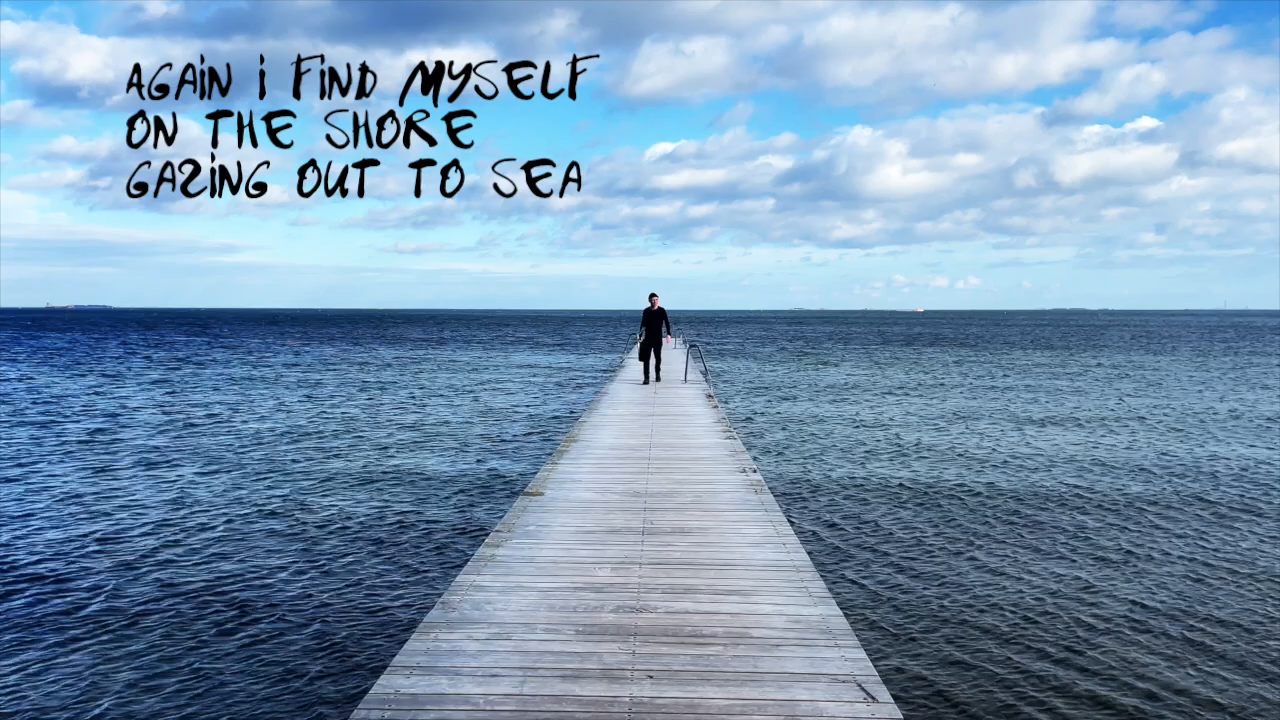 AGAiN i FiND MYSELF
ON THE SHORE
GAZiNG OUT TO SEA